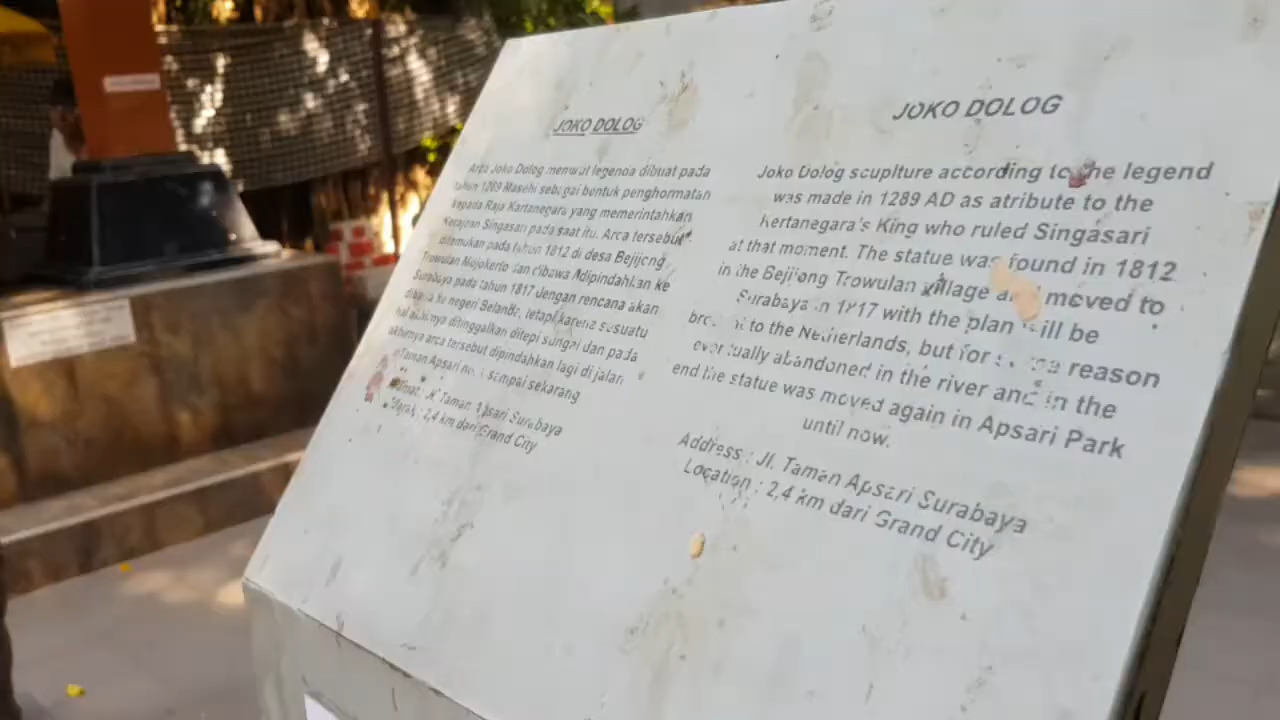 JOKO DOLOG
Arca Joko Dolog menurut legenda dibuat pada
tahun 1289 Masehi sebagai bentuk penghormatan
kepada Raja Kartanegara yang memerintahkan
Kerajaan Singasari pada saat itu. Arca tersebut
ditemukan pada tahun 1812 di desa Bejijong
Trowulan Mojokerto dan dibawa Adipindahkan ke
Surabaya pada tahun 1817 dengan rencana akan
dibawa ke negeri Belanda, tetapi karena sesuatu
hal akhirnya ditinggalkan ditepi sungai dan pada
akhirnya arca tersebut dipindahkan lagi di jalan
Taman Apsari sampai sekarang
Alamat : Jl. Taman Apsari Surabaya
: 2,4 km dari Grand City
JOKO DOLOG
Joko Dolog scuplture according to the legend
was made in 1289 AD as atribute to the
Kertanegara's King who ruled Singasari
at that moment. The statue was found in 1812
in the Bejijong Trowulan village and moved to
Surabaya in 1817 with the plan will be
brought to the Netherlands, but for some reason
eventually abandoned in the river and in the
end the statue was moved again in Apsari Park
until now.
Address : Jl. Taman Apsari Surabaya
Location : 2,4 km dari Grand City